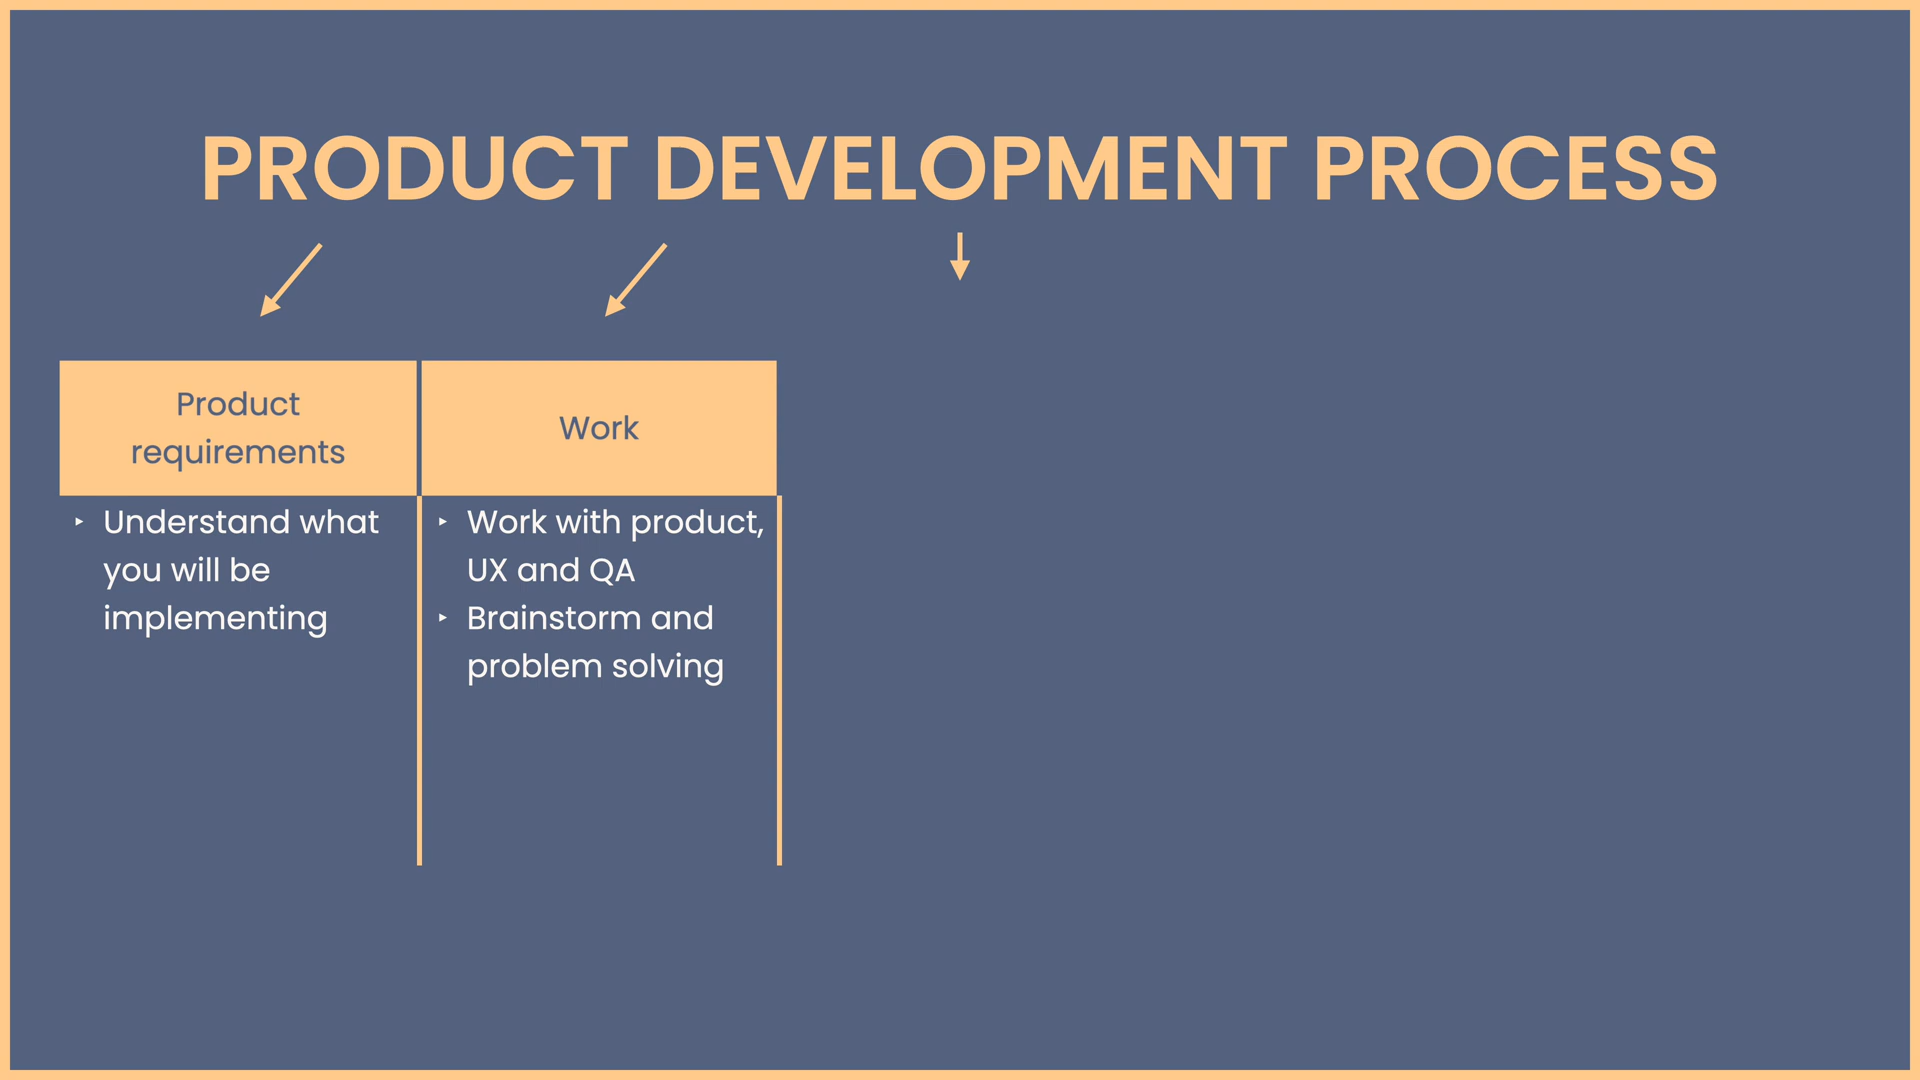 PRODUCT DEVELOPMENT PROCESS
Product
requirements
‣ Understand what
you will be
implementing
Work
‣ Work with product,
UX and QA
‣ Brainstorm and
problem solving